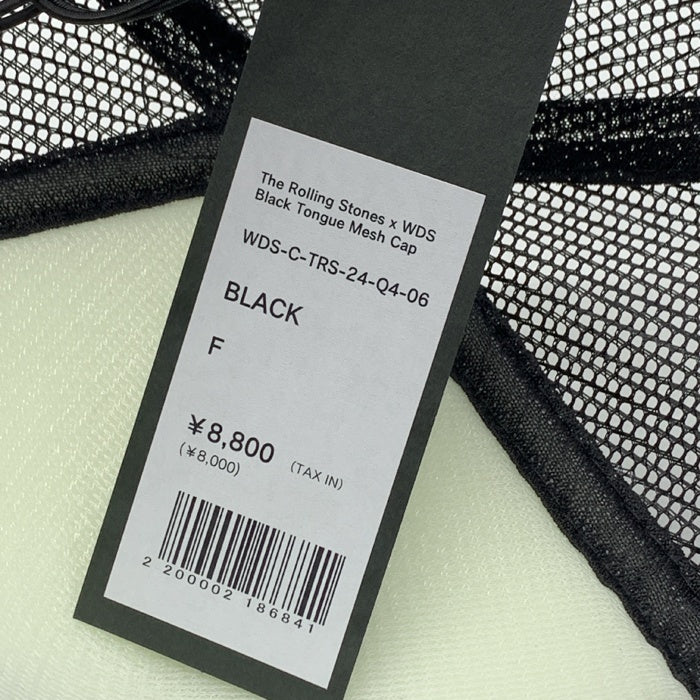 The Rolling Stones x WDS
Black Tongue Mesh Cap
WDS-C-TRS-24-Q4-06
BLACK
F
¥8,800
(¥8,000) (TAX IN)
2 200002 186841